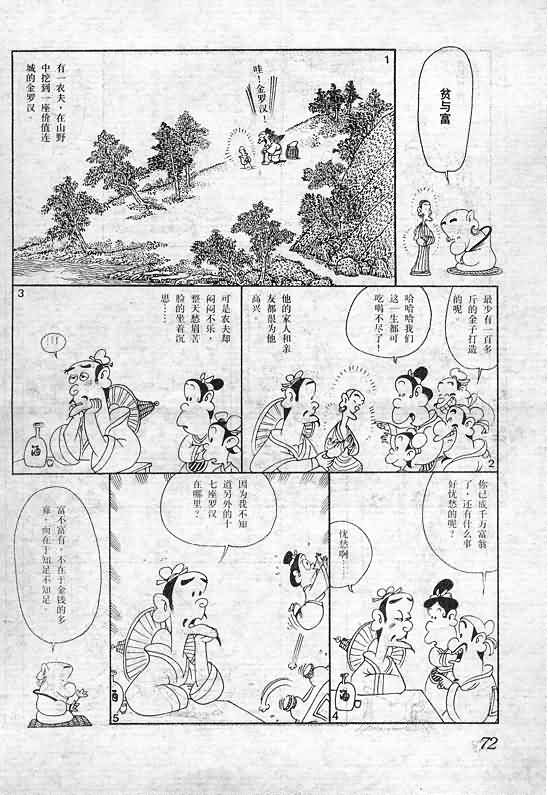 贫与富
1
哇！金罗汉！
有一农夫，在山野
中挖到一座价值连
城的金罗汉。
最少有一百多
斤的金子打造
的呢。
哈哈哈我们
这一生都可
吃喝不尽了！
他的家人和亲
友都很为他
高兴。
2
3
可是农夫却
闷闷不乐，
整天愁眉苦
脸的坐着沉
思……
酒
你已成千万富翁
了，还有什么事
好忧愁的呢？
忧愁啊……
酒
4
因为我不知
道另外的十
七座罗汉
在哪里？
5
富不富有，不在于金钱的多
寡，而在于知足不知足。
72